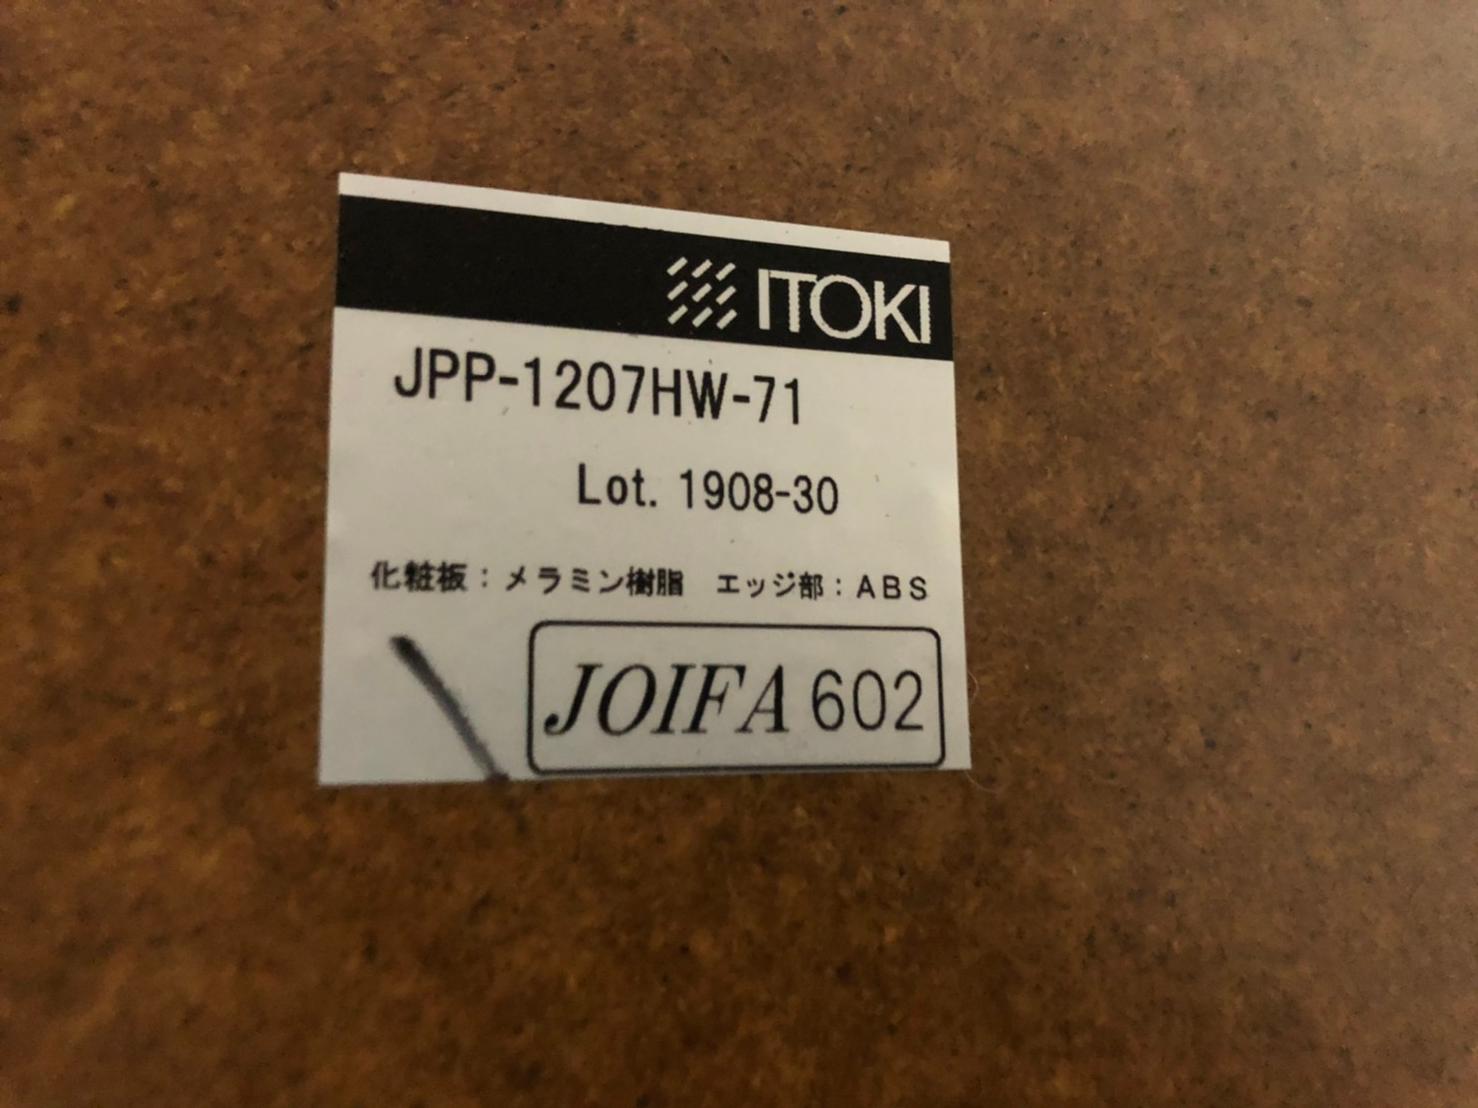 ITOKI
JPP-1207HW-71
Lot. 1908-30
化粧板：メラミン樹脂　エッジ部：ABS
JOIFA 602